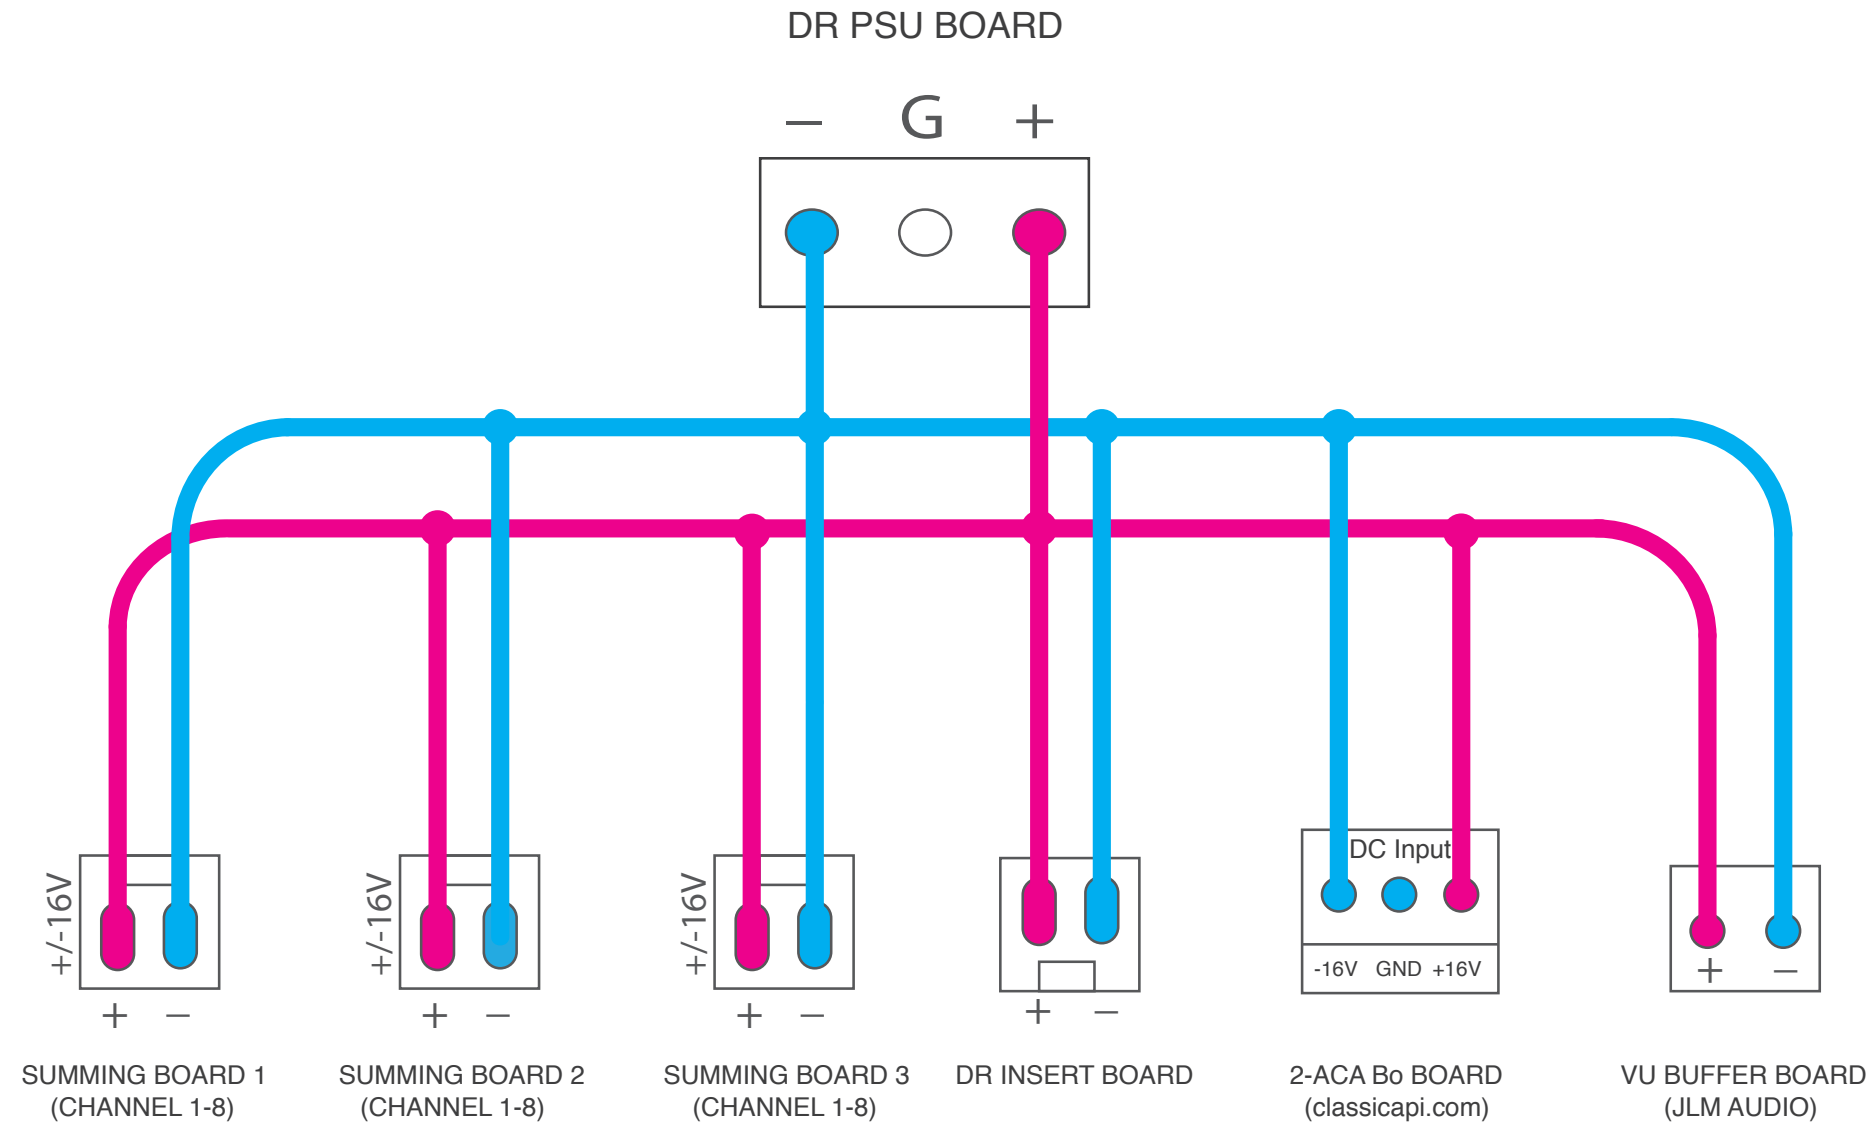 DR PSU BOARD
− G +
+/-16V
+/-16V
+/-16V
DC Input
-16V GND +16V
+ −
+ −
+ −
+ −
+ −
SUMMING BOARD 1
(CHANNEL 1-8)
SUMMING BOARD 2
(CHANNEL 1-8)
SUMMING BOARD 3
(CHANNEL 1-8)
DR INSERT BOARD
2-ACA Bo BOARD
(classicapi.com)
VU BUFFER BOARD
(JLM AUDIO)